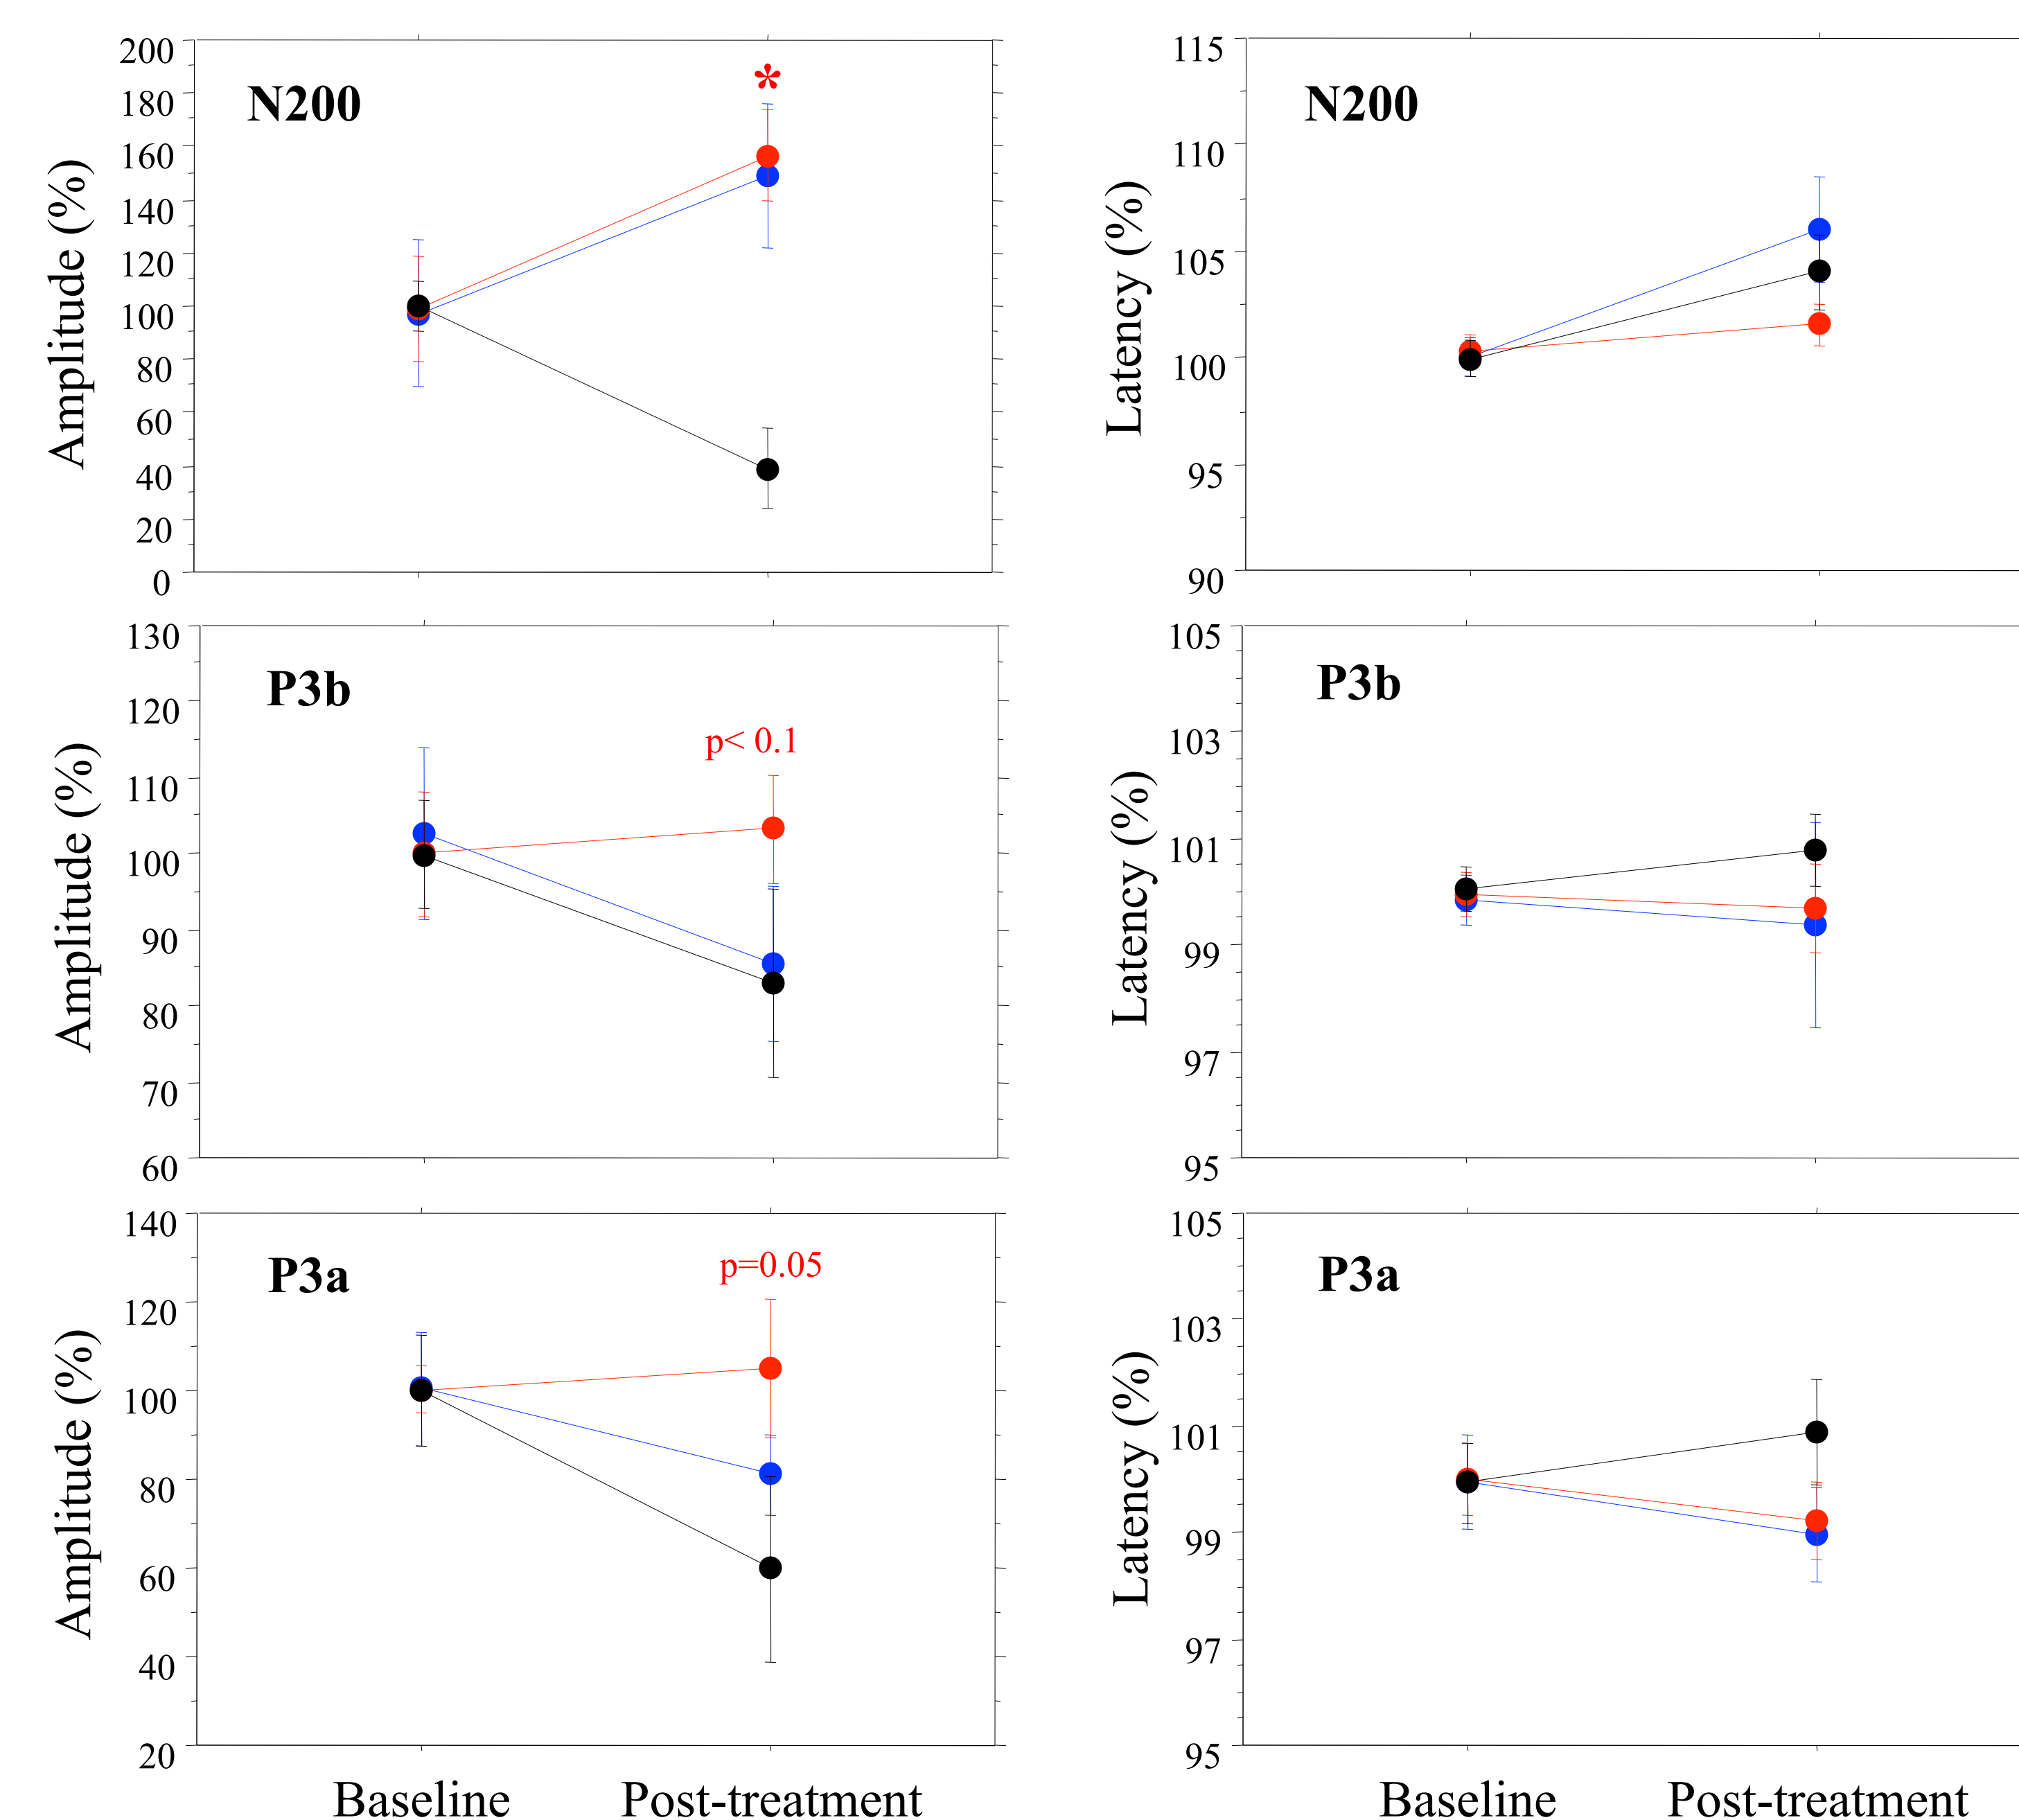 N200
*
Amplitude (%)
200
180
160
140
120
100
80
60
40
20
0
N200
Latency (%)
115
110
105
100
95
90
P3b
p< 0.1
Amplitude (%)
130
120
110
100
90
80
70
60
P3b
Latency (%)
105
103
101
99
97
95
P3a
p=0.05
Amplitude (%)
140
120
100
80
60
40
20
Baseline Post-treatment
P3a
Latency (%)
105
103
101
99
97
95
Baseline Post-treatment